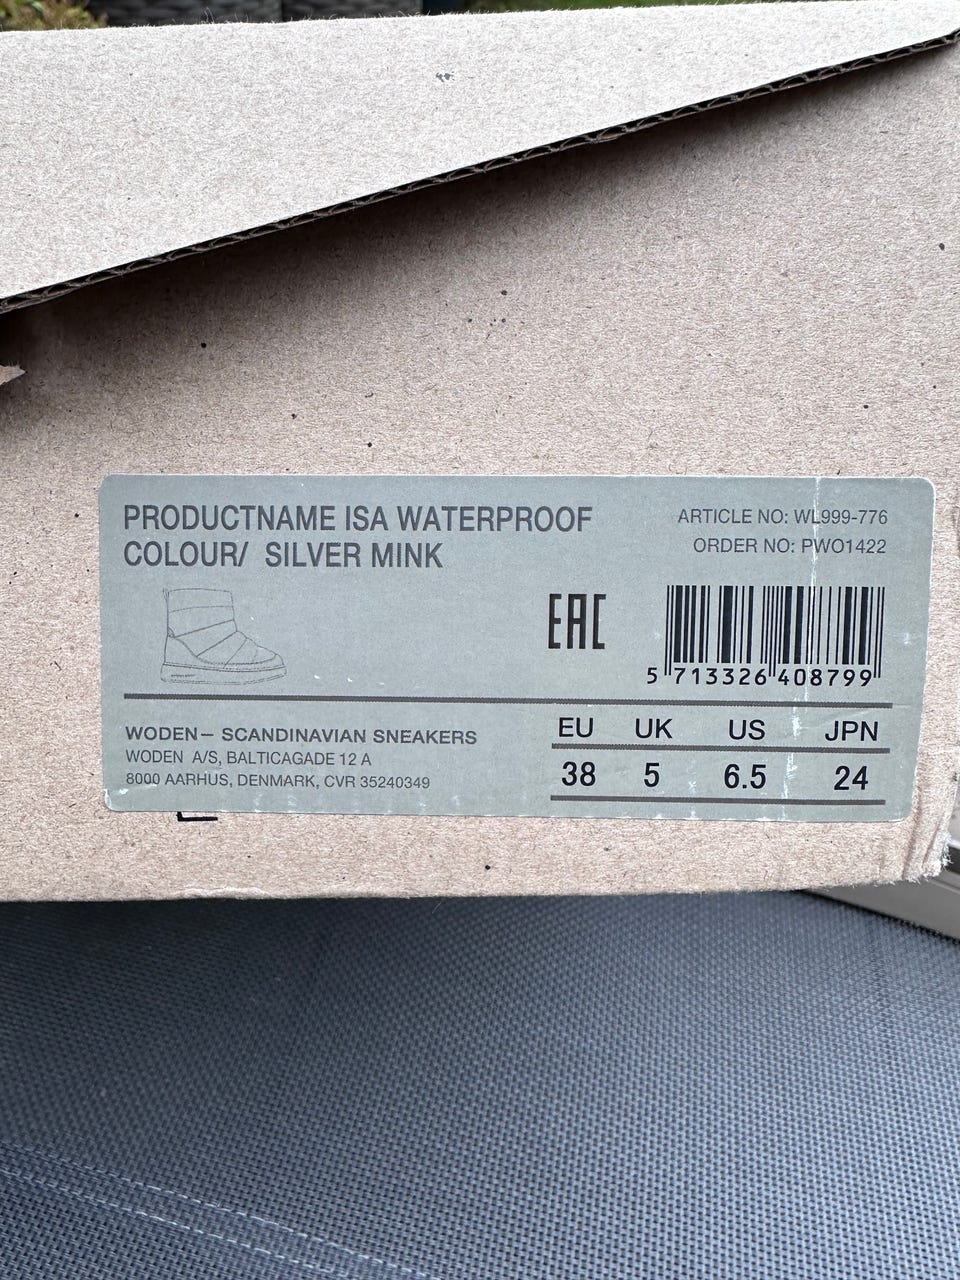 PRODUCTNAME ISA WATERPROOF
COLOUR/ SILVER MINK
ARTICLE NO: WL999-776
ORDER NO: PWO1422
EAC
5 713326 408799
WODEN– SCANDINAVIAN SNEAKERS
WODEN A/S, BALTICAGADE 12 A
8000 AARHUS, DENMARK, CVR 35240349
EU UK US JPN
38 5 6.5 24